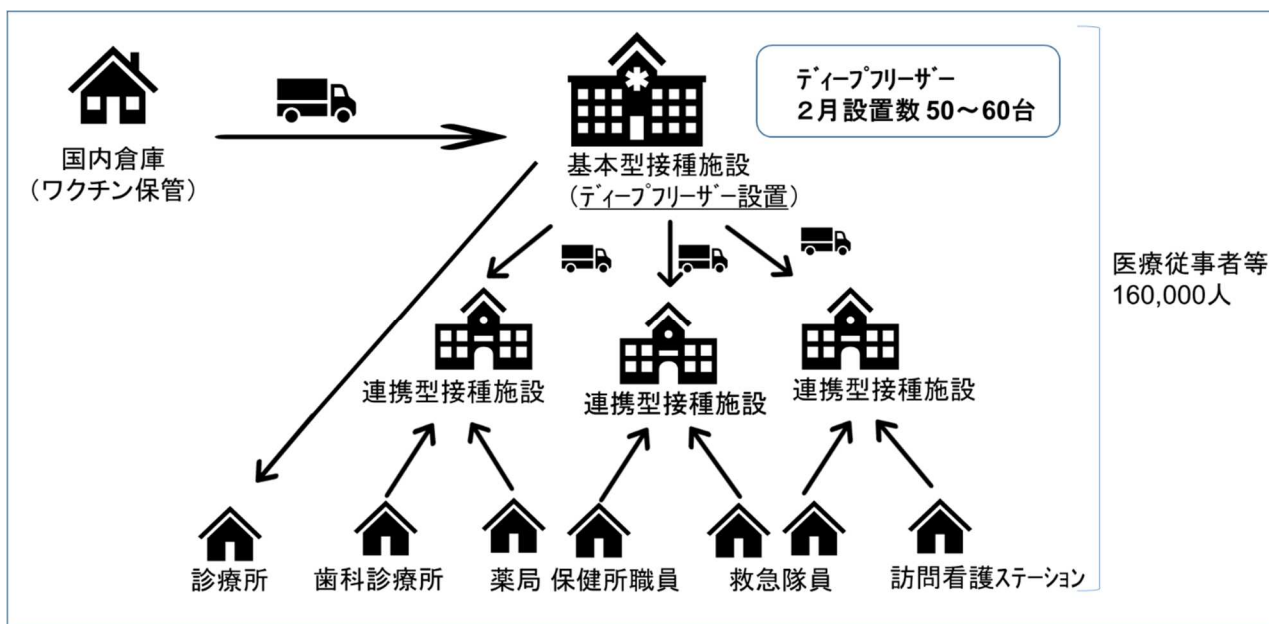 国内倉庫
（ワクチン保管）
基本型接種施設
（ﾃﾞｨｰﾌﾟﾌﾘｰｻﾞｰ設置）
ﾃﾞｨｰﾌﾟﾌﾘｰｻﾞｰ
２月設置数 50～60台
医療従事者等
160,000人
連携型接種施設
連携型接種施設
連携型接種施設
診療所
歯科診療所
薬局
保健所職員
救急隊員
訪問看護ステーション